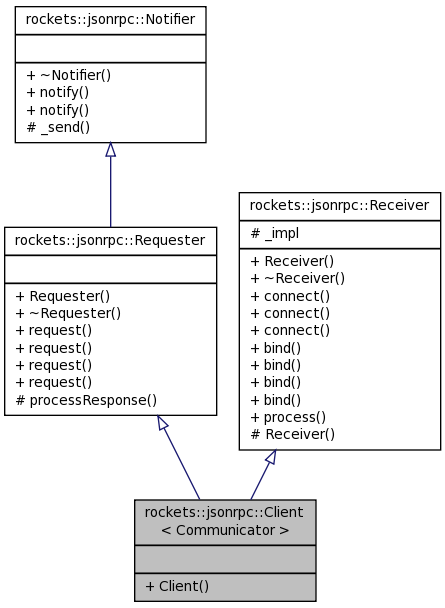 rockets::jsonrpc::Notifier
+ ~Notifier()
+ notify()
+ notify()
# _send()
rockets::jsonrpc::Requester
+ Requester()
+ ~Requester()
+ request()
+ request()
+ request()
+ request()
# processResponse()
rockets::jsonrpc::Receiver
# _impl
+ Receiver()
+ ~Receiver()
+ connect()
+ connect()
+ connect()
+ bind()
+ bind()
+ bind()
+ bind()
+ process()
# Receiver()
rockets::jsonrpc::Client
< Communicator >
+ Client()